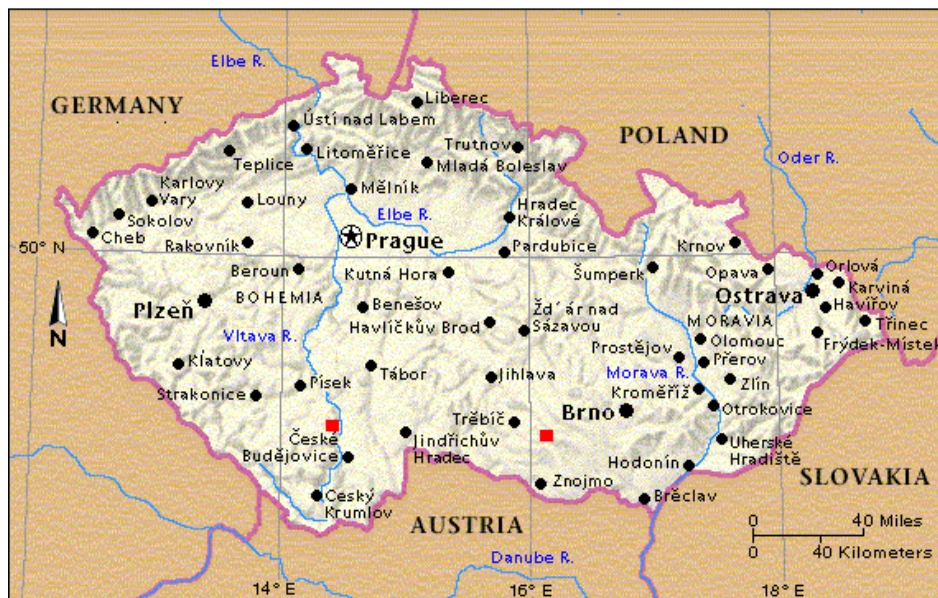 Elbe R.
GERMANY
Liberec
Ústí nad Labem
POLAND
Trutnov
Teplice
Litoměřice
Mladá Boleslav
Oder R.
Karlovy
Vary
Mělník
Louny
Hradec
Králové
Sokolov
Elbe R.
Cheb
Rakovník
Prague
Krnov
50° N
Pardubice
Beroun
Kutná Hora
Šumperk
Opava
Orlová
Karviná
BOHEMIA
Plzeň
Benešov
Ostrava
Havířov
Žd´ár nad
Sázavou
MORAVIA
Třinec
N
Vltava R.
Havlíčkův Brod
Olomouc
Frýdek-Místek
Prostějov
Přerov
Kĺatovy
Tábor
Jihlava
Morava R.
Zlín
Písek
Kroměříž
Strakonice
Třebíč
Brno
Otrokovice
České
Budějovice
Jindřichův
Hradec
Uherské
Hradiště
Hodonín
SLOVAKIA
Znojmo
Český
Krumlov
Brěclav
AUSTRIA
0 40 Miles
0 40 Kilometers
Danube R.
14° E
16° E
18° E